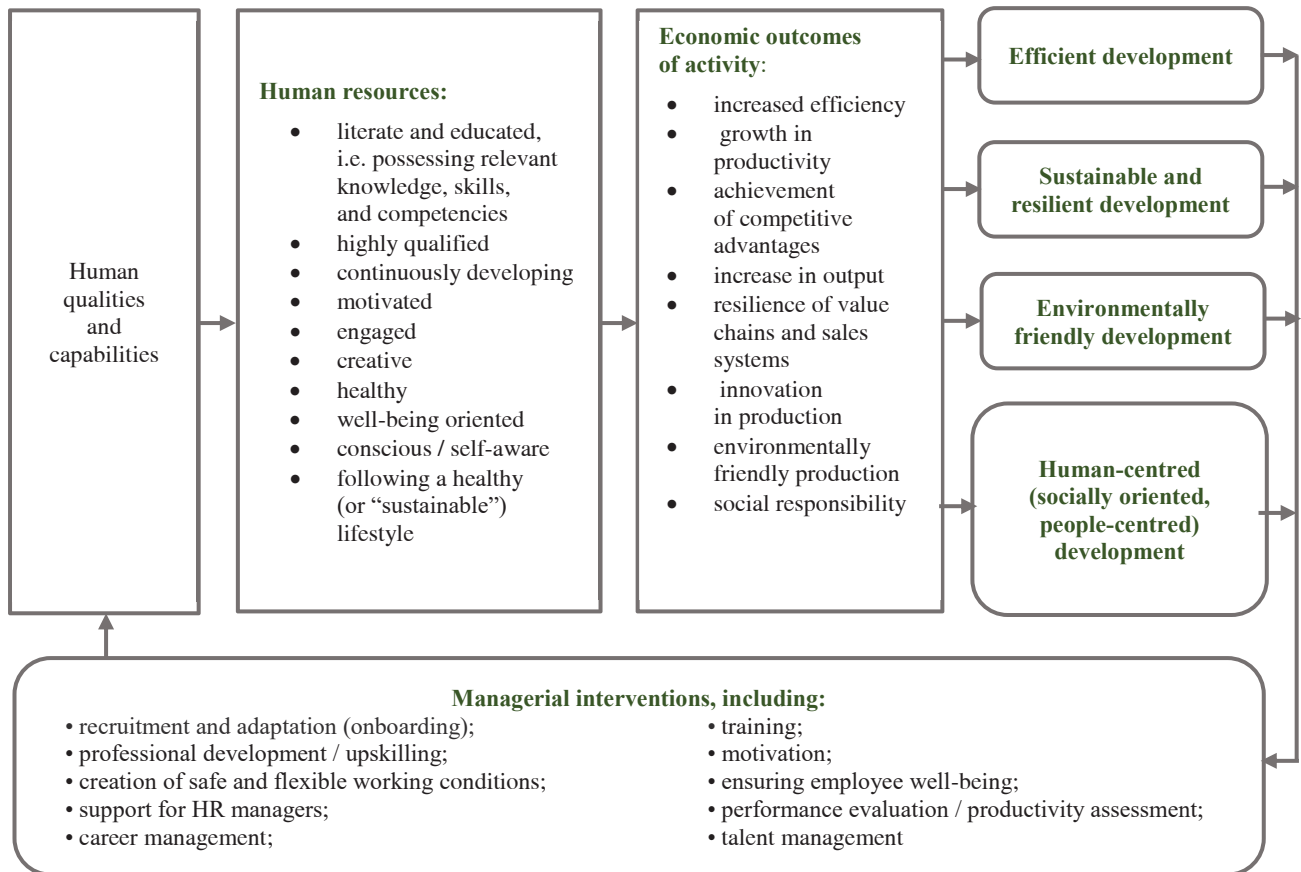 Human
qualities
and
capabilities
Human resources:
• literate and educated,
i.e. possessing relevant
knowledge, skills,
and competencies
• highly qualified
• continuously developing
• motivated
• engaged
• creative
• healthy
• well-being oriented
• conscious / self-aware
• following a healthy
(or “sustainable”)
lifestyle
Economic outcomes
of activity:
• increased efficiency
• growth in
productivity
• achievement
of competitive
advantages
• increase in output
• resilience of value
chains and sales
systems
• innovation
in production
• environmentally
friendly production
• social responsibility
Efficient development
Sustainable and
resilient development
Environmentally
friendly development
Human-centred
(socially oriented,
people-centred)
development
Managerial interventions, including:
• recruitment and adaptation (onboarding);
• professional development / upskilling;
• creation of safe and flexible working conditions;
• support for HR managers;
• career management;
• training;
• motivation;
• ensuring employee well-being;
• performance evaluation / productivity assessment;
• talent management